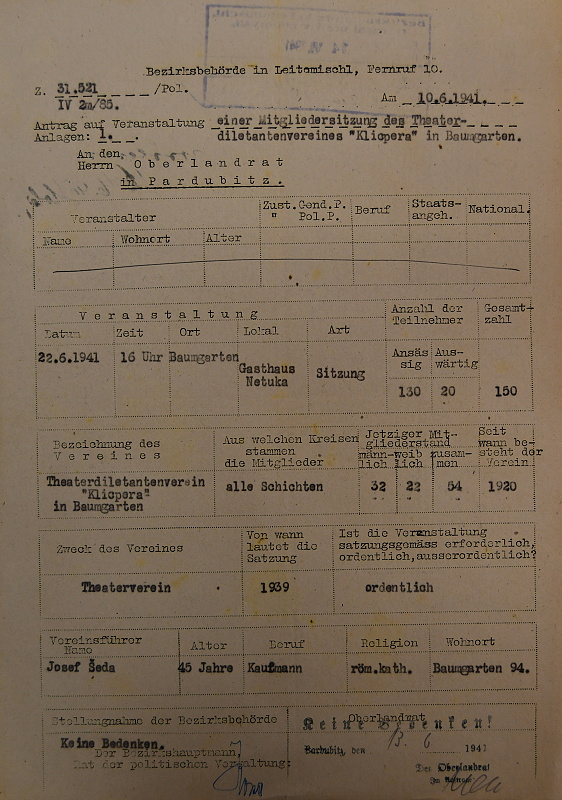 Bezirksbehörde in Leitomischl, Fernruf 10.
Z. 31.521 /Pol.
IV 2a/85.
Am 10.6.1941.
Antrag auf Veranstaltung einer Mitgliedersitzung des Theater-
Anlagen: 1. diletantenvereines "Klicpera" in Baumgarten.
An den
Herrn Oberlandrat
in Pardubitz.
Veranstalter Zust.Gend.P. " Pol.P. Beruf Staats- angeh. National.
Name Wohnort Alter
Veranstaltung Anzahl der Teilnehmer Gesamt- zahl
Datum Zeit Ort Lokal Art Ansäs sig Aus- wärtig
22.6.1941 16 Uhr Baumgarten Gasthaus Netuka Sitzung 130 20 150
Bezeichnung des Vereines Aus welchen Kreisen stammen die Mitglieder Jetziger Mit- gliederstand männ- lich weib lich zusam- men Seit wann be- steht der Verein
Theaterdiletantenverein "Klicpera" in Baumgarten alle Schichten 32 22 54 1920
Zweck des Vereines Von wann lautet die Satzung Ist die Veranstaltung satzungsgemäss erforderlich, ordentlich,ausserordentlich?
Theaterverein 1939 ordentlich
Vereinsführer
Name Alter Beruf Religion Wohnort
Josef Šeda 45 Jahre Kaufmann röm.kath. Baumgarten 94.
Stellungnahme der Bezirksbehörde Oberlandrat
Keine Bedenken!
Keine Bedenken.
Der Bezirkshauptmann,
Rat der politischen Verwaltung:
Pardubitz, den 13. 6 1941
Der Oberlandrat